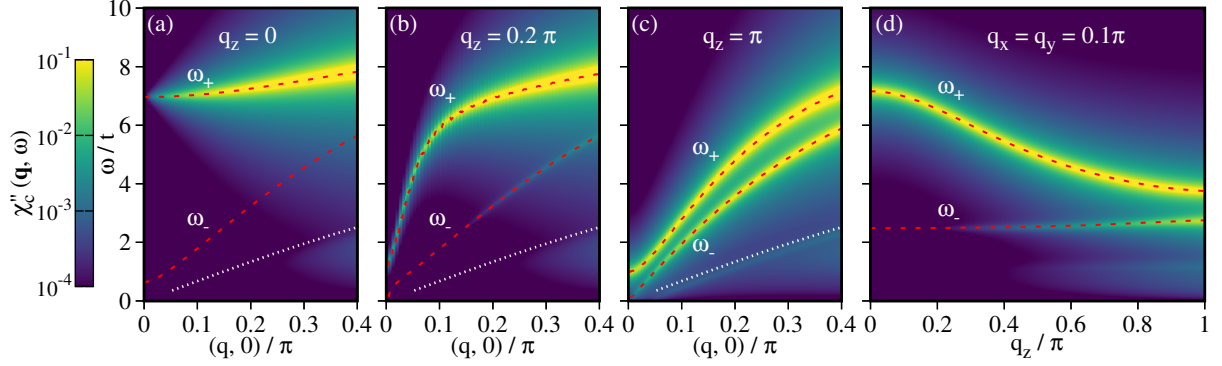 (a)
q_z = 0
ω_+
ω_-
10
8
6
4
2
0
ω / t
0
0.1
0.2
0.3
0.4
(q, 0) / π
10^-1
10^-2
10^-3
10^-4
χ_c'' (q, ω)
(b)
q_z = 0.2 π
ω_+
ω_-
0
0.1
0.2
0.3
0.4
(q, 0) / π
(c)
q_z = π
ω_+
ω_-
0
0.1
0.2
0.3
0.4
(q, 0) / π
(d)
q_x = q_y = 0.1π
ω_+
ω_-
0
0.2
0.4
0.6
0.8
1
q_z / π